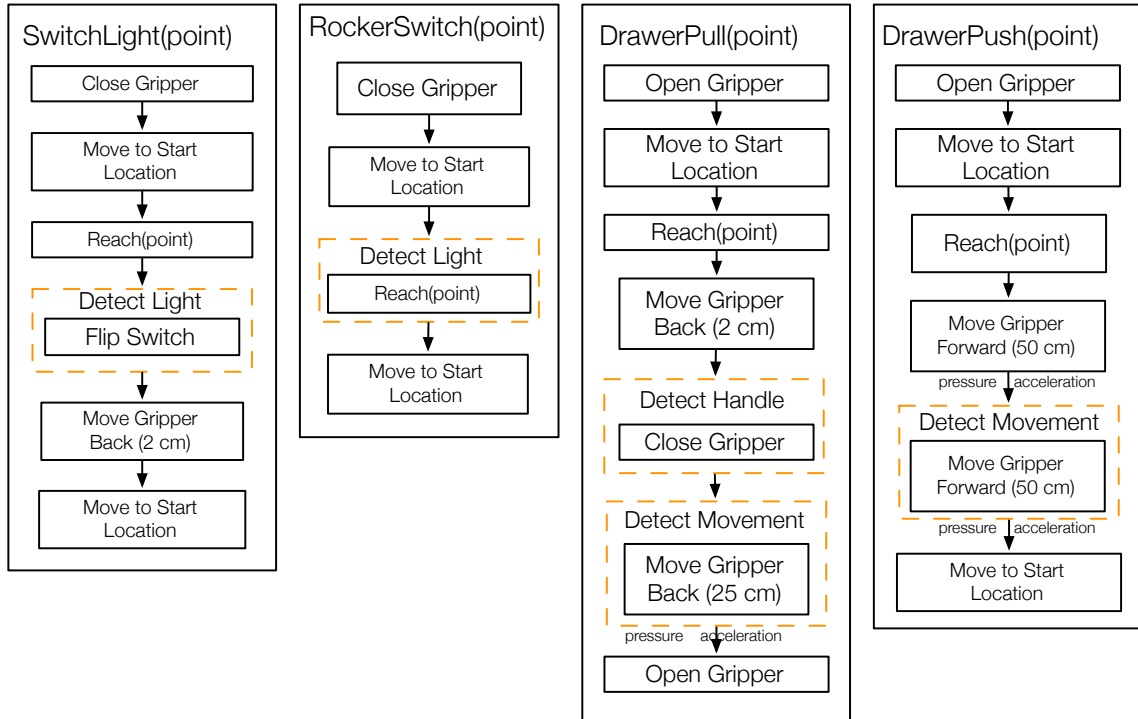 SwitchLight(point)
Close Gripper
Move to Start
Location
Reach(point)
Detect Light
Flip Switch
Move Gripper
Back (2 cm)
Move to Start
Location
RockerSwitch(point)
Close Gripper
Move to Start
Location
Detect Light
Reach(point)
Move to Start
Location
DrawerPull(point)
Open Gripper
Move to Start
Location
Reach(point)
Move Gripper
Back (2 cm)
Detect Handle
Close Gripper
Detect Movement
Move Gripper
Back (25 cm)
pressure acceleration
Open Gripper
DrawerPush(point)
Open Gripper
Move to Start
Location
Reach(point)
Move Gripper
Forward (50 cm)
pressure acceleration
Detect Movement
Move Gripper
Forward (50 cm)
pressure acceleration
Move to Start
Location